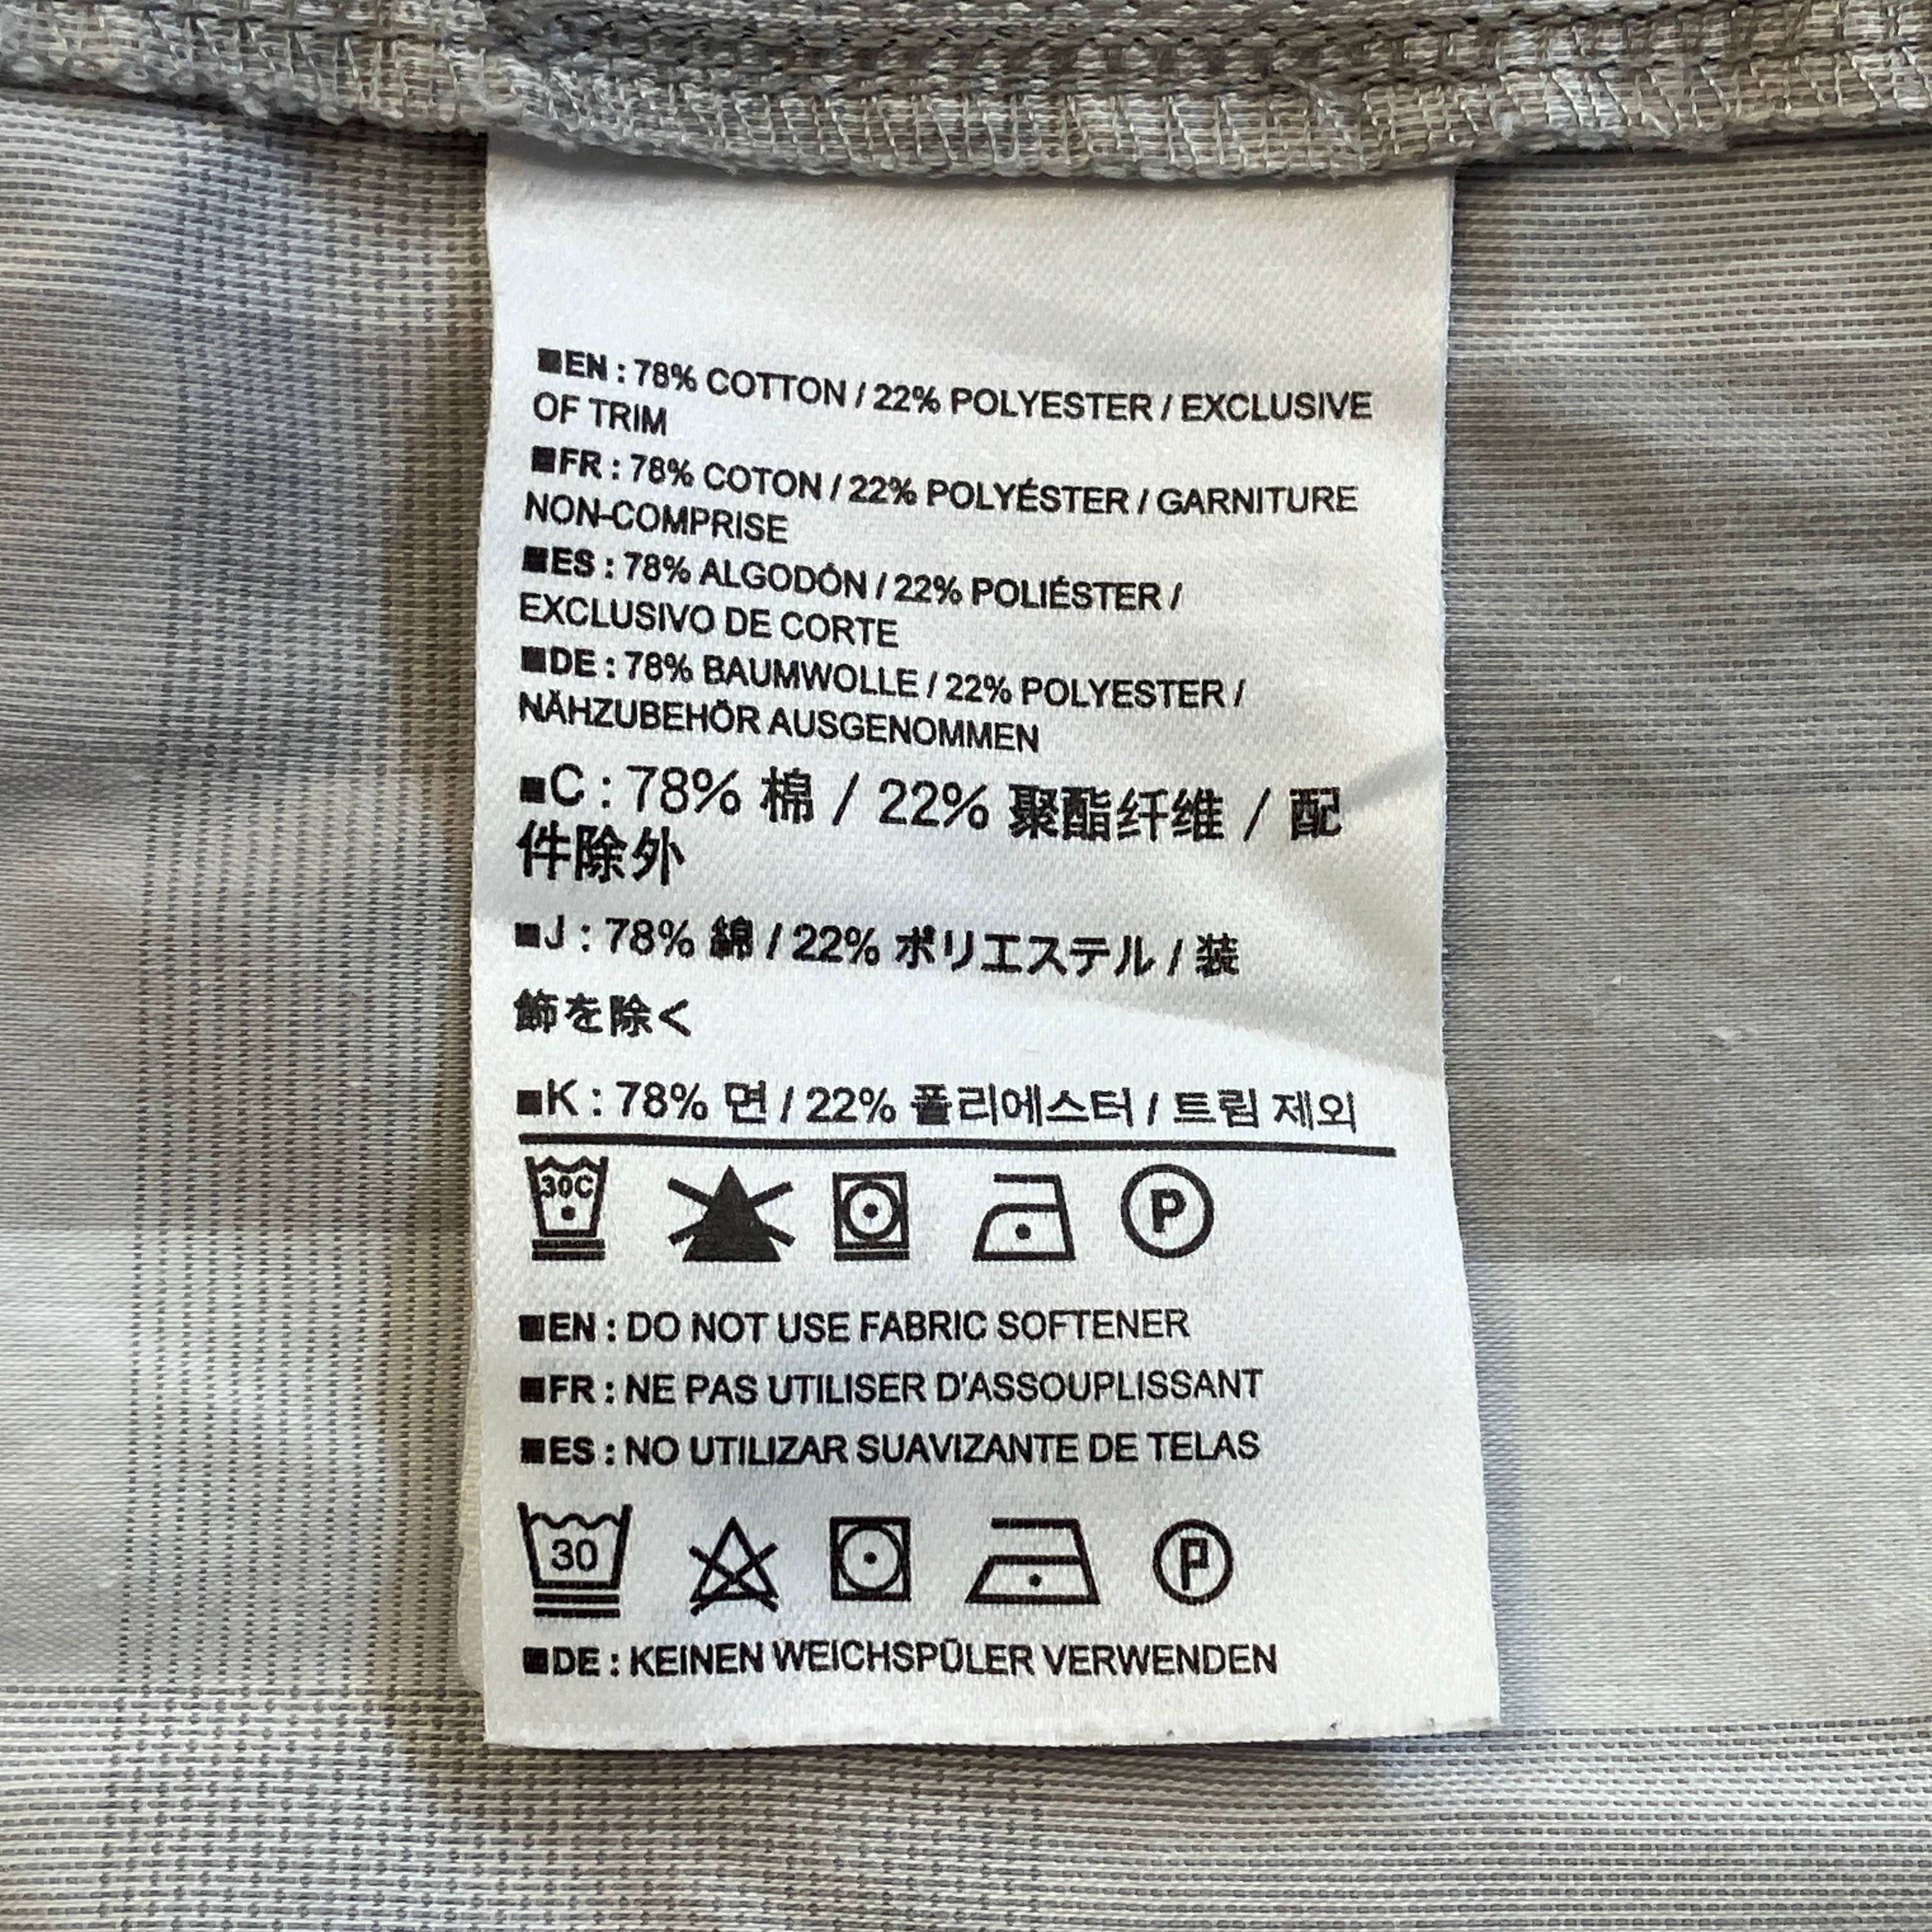 ■EN : 78% COTTON / 22% POLYESTER / EXCLUSIVE
OF TRIM
■FR : 78% COTON / 22% POLYÉSTER / GARNITURE
NON-COMPRISE
■ES : 78% ALGODÓN / 22% POLIÉSTER /
EXCLUSIVO DE CORTE
■DE : 78% BAUMWOLLE / 22% POLYESTER /
NÄHZUBEHÖR AUSGENOMMEN
■C : 78% 棉 / 22% 聚酯纤维 / 配
件除外
■J : 78% 綿 / 22% ポリエステル / 装
飾を除く
■K : 78% 면 / 22% 폴리에스터 / 트림 제외
30C P
■EN : DO NOT USE FABRIC SOFTENER
■FR : NE PAS UTILISER D'ASSOUPLISSANT
■ES : NO UTILIZAR SUAVIZANTE DE TELAS
30 P
■DE : KEINEN WEICHSPÜLER VERWENDEN